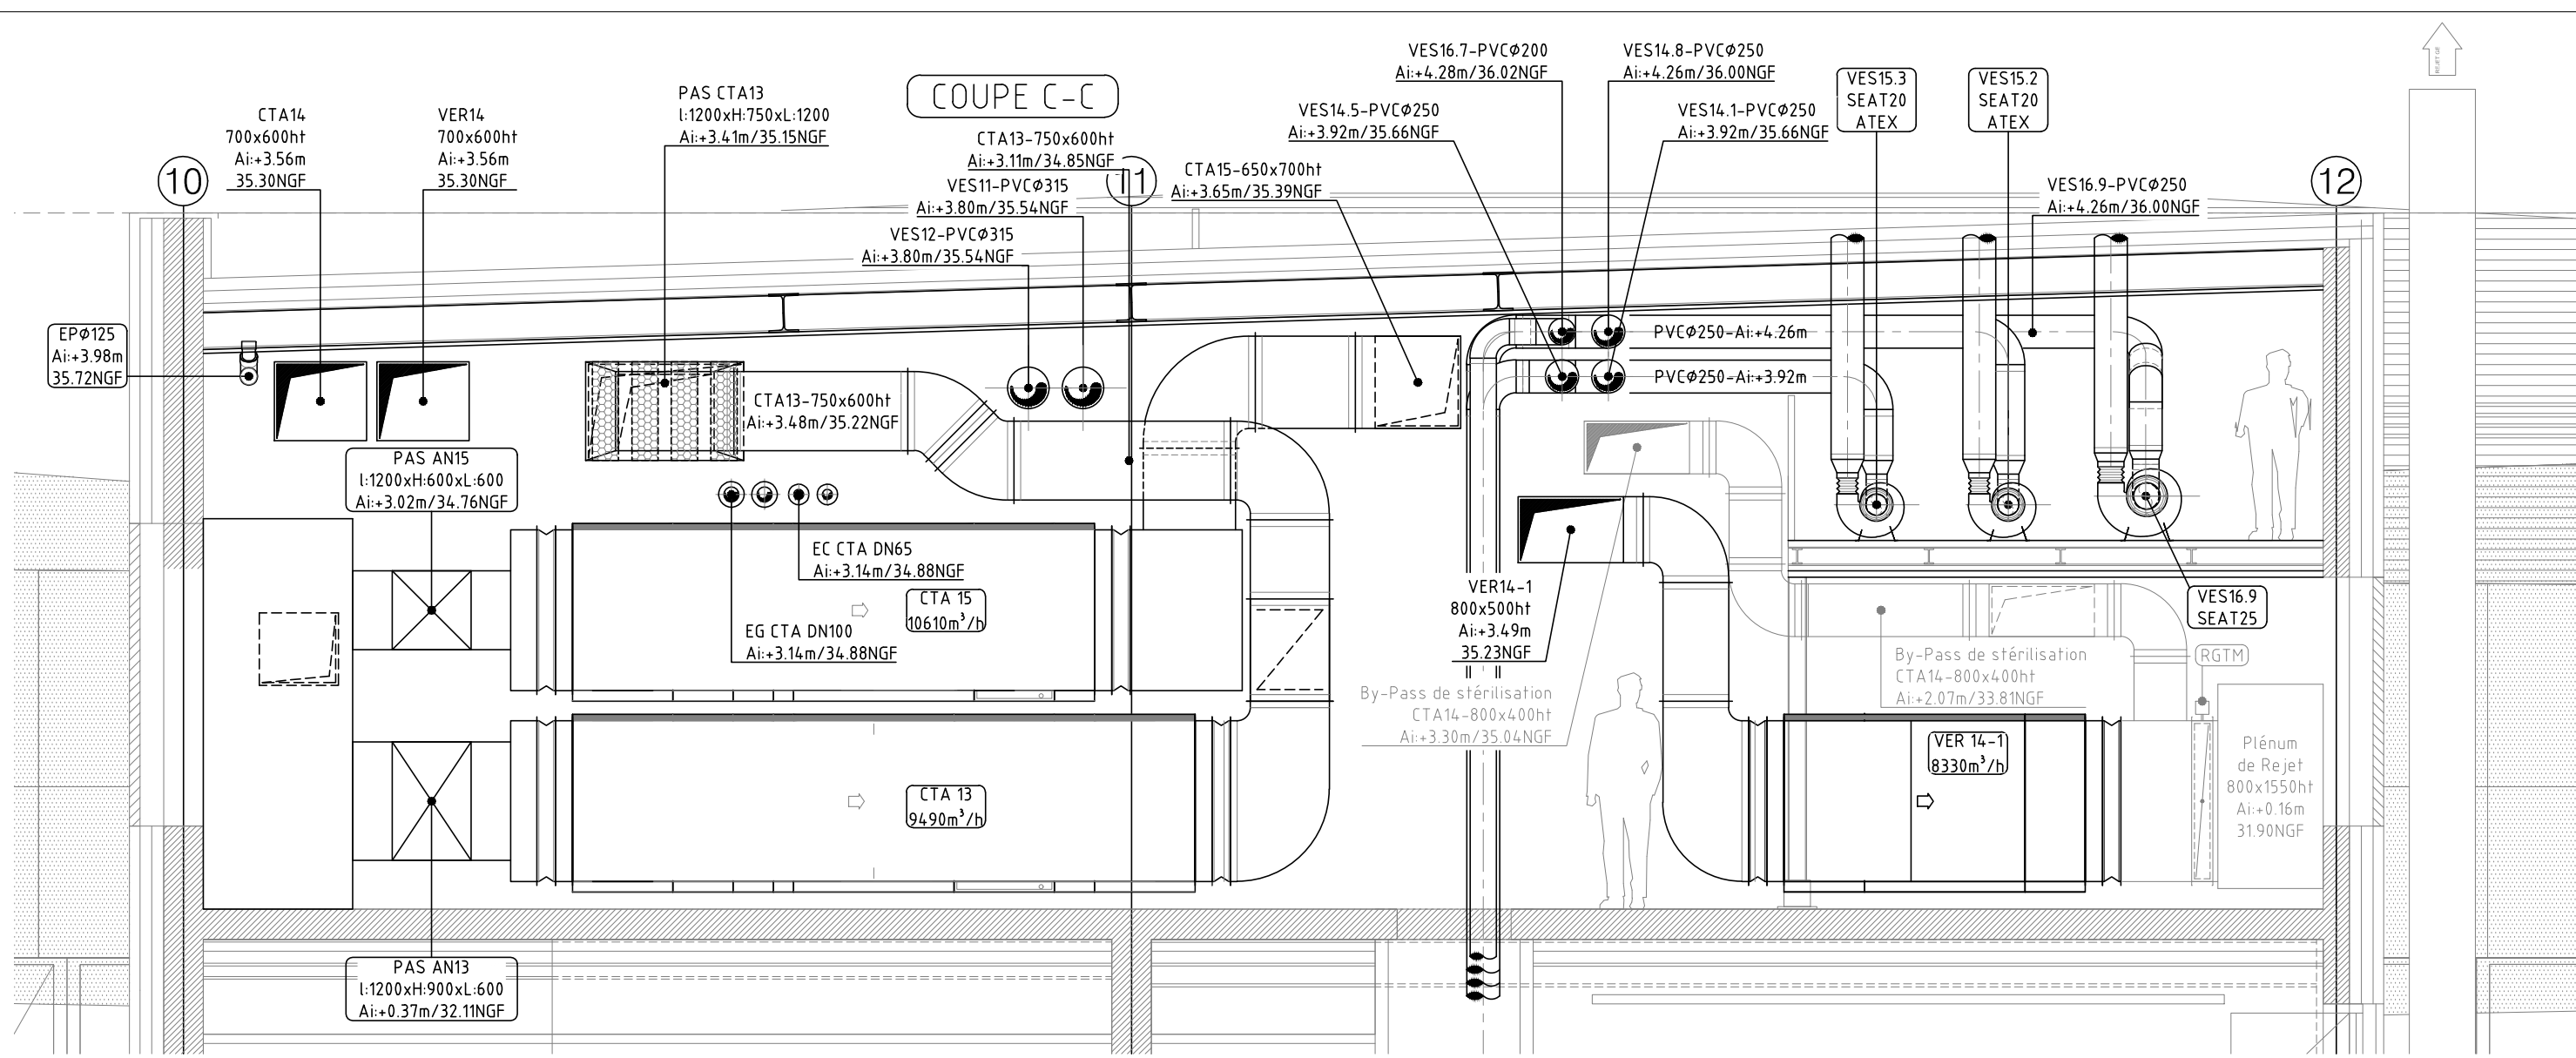 COUPE C-C
CTA14
700x600ht
Ai:+3.56m
35.30NGF
VER14
700x600ht
Ai:+3.56m
35.30NGF
PAS CTA13
l:1200xH:750xL:1200
Ai:+3.41m/35.15NGF
CTA13-750x600ht
Ai:+3.11m/34.85NGF
VES11-PVCφ315
Ai:+3.80m/35.54NGF
VES12-PVCφ315
Ai:+3.80m/35.54NGF
CTA15-650x700ht
Ai:+3.65m/35.39NGF
VES14.5-PVCφ250
Ai:+3.92m/35.66NGF
VES16.7-PVCφ200
Ai:+4.28m/36.02NGF
VES14.8-PVCφ250
Ai:+4.26m/36.00NGF
VES14.1-PVCφ250
Ai:+3.92m/35.66NGF
VES15.3
SEAT20
ATEX
VES15.2
SEAT20
ATEX
VES16.9-PVCφ250
Ai:+4.26m/36.00NGF
10
11
12
EPφ125
Ai:+3.98m
35.72NGF
PVCφ250-Ai:+4.26m
PVCφ250-Ai:+3.92m
CTA13-750x600ht
Ai:+3.48m/35.22NGF
PAS AN15
l:1200xH:600xL:600
Ai:+3.02m/34.76NGF
EC CTA DN65
Ai:+3.14m/34.88NGF
CTA 15
10610m³/h
EG CTA DN100
Ai:+3.14m/34.88NGF
VER14-1
800x500ht
Ai:+3.49m
35.23NGF
VES16.9
SEAT25
By-Pass de stérilisation
CTA14-800x400ht
Ai:+2.07m/33.81NGF
RGTM
By-Pass de stérilisation
CTA14-800x400ht
Ai:+3.30m/35.04NGF
VER 14-1
8330m³/h
Plénum
de Rejet
800x1550ht
Ai:+0.16m
31.90NGF
CTA 13
9490m³/h
PAS AN13
l:1200xH:900xL:600
Ai:+0.37m/32.11NGF